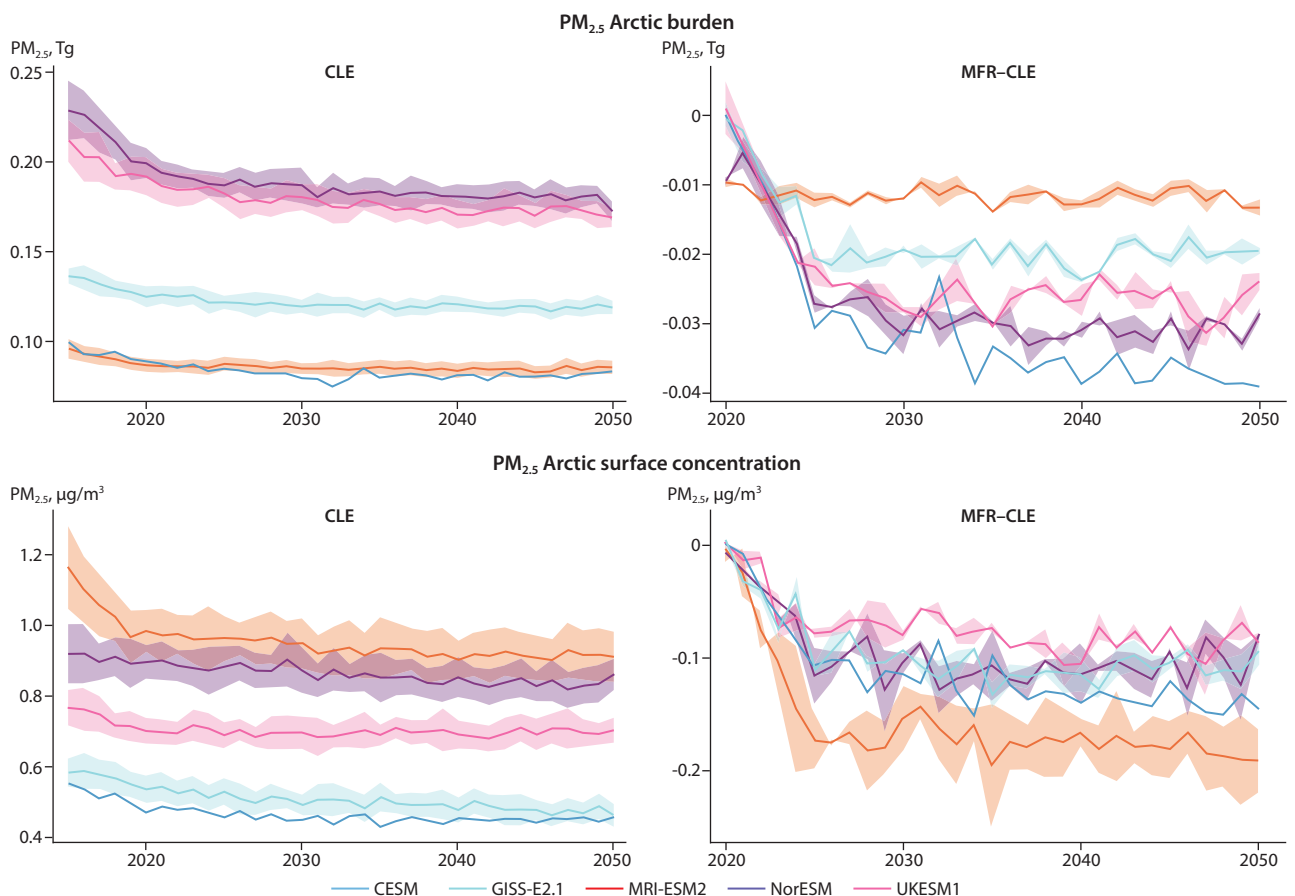 PM2.5 Arctic burden
PM2.5, Tg
CLE
0.25
0.20
0.15
0.10
2020
2030
2040
2050
PM2.5, Tg
MFR–CLE
0
-0.01
-0.02
-0.03
-0.04
2020
2030
2040
2050
PM2.5 Arctic surface concentration
PM2.5, µg/m³
CLE
1.2
1.0
0.8
0.6
0.4
2020
2030
2040
2050
PM2.5, µg/m³
MFR–CLE
0
-0.1
-0.2
2020
2030
2040
2050
CESM
GISS-E2.1
MRI-ESM2
NorESM
UKESM1